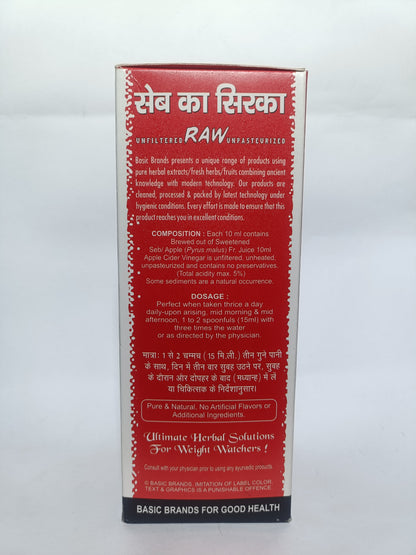 सेब का सिरका
UNFILTERED RAW UNPASTEURIZED
Basic Brands presents a unique range of products using
pure herbal extracts/fresh herbs/fruits combining ancient
knowledge with modern technology. Our products are
cleaned, processed & packed by latest technology under
hygienic conditions. Every effort is made to ensure that this
product reaches you in excellent conditions.
COMPOSITION : Each 10 ml contains
Brewed out of Sweetened
Seb/ Apple (Pyrus malus) Fr. Juice 10ml
Apple Cider Vinegar is unfiltered, unheated,
unpasteurized and contains no preservatives.
(Total acidity max. 5%)
Some sediments are a natural occurrence.
DOSAGE :
Perfect when taken thrice a day
daily-upon arising, mid morning & mid
afternoon, 1 to 2 spoonfuls (15ml) with
three times the water
or as directed by the physician.
मात्रा: 1 से 2 चम्मच (15 मि.ली.) तीन गुने पानी
के साथ, दिन में तीन बार सुबह उठने पर, सुबह
के दौरान और दोपहर के बाद (मध्यान्ह) में लें
या चिकित्सक के निर्देशानुसार।
Pure & Natural. No Artificial Flavors or
Additional Ingredients.
Ultimate Herbal Solutions
For Weight Watchers !
Consult with your physician prior to using any ayurvedic products.
© BASIC BRANDS. IMITATION OF LABEL COLOR,
TEXT & GRAPHICS IS A PUNISHABLE OFFENCE
BASIC BRANDS FOR GOOD HEALTH